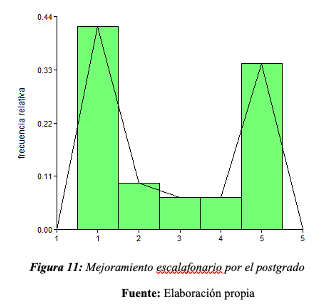 0.44
0.33
0.22
0.11
0.00
frecuencia relativa
1 1 2 3 4 5 5
Figura 11: Mejoramiento escalafonario por el postgrado
Fuente: Elaboración propia